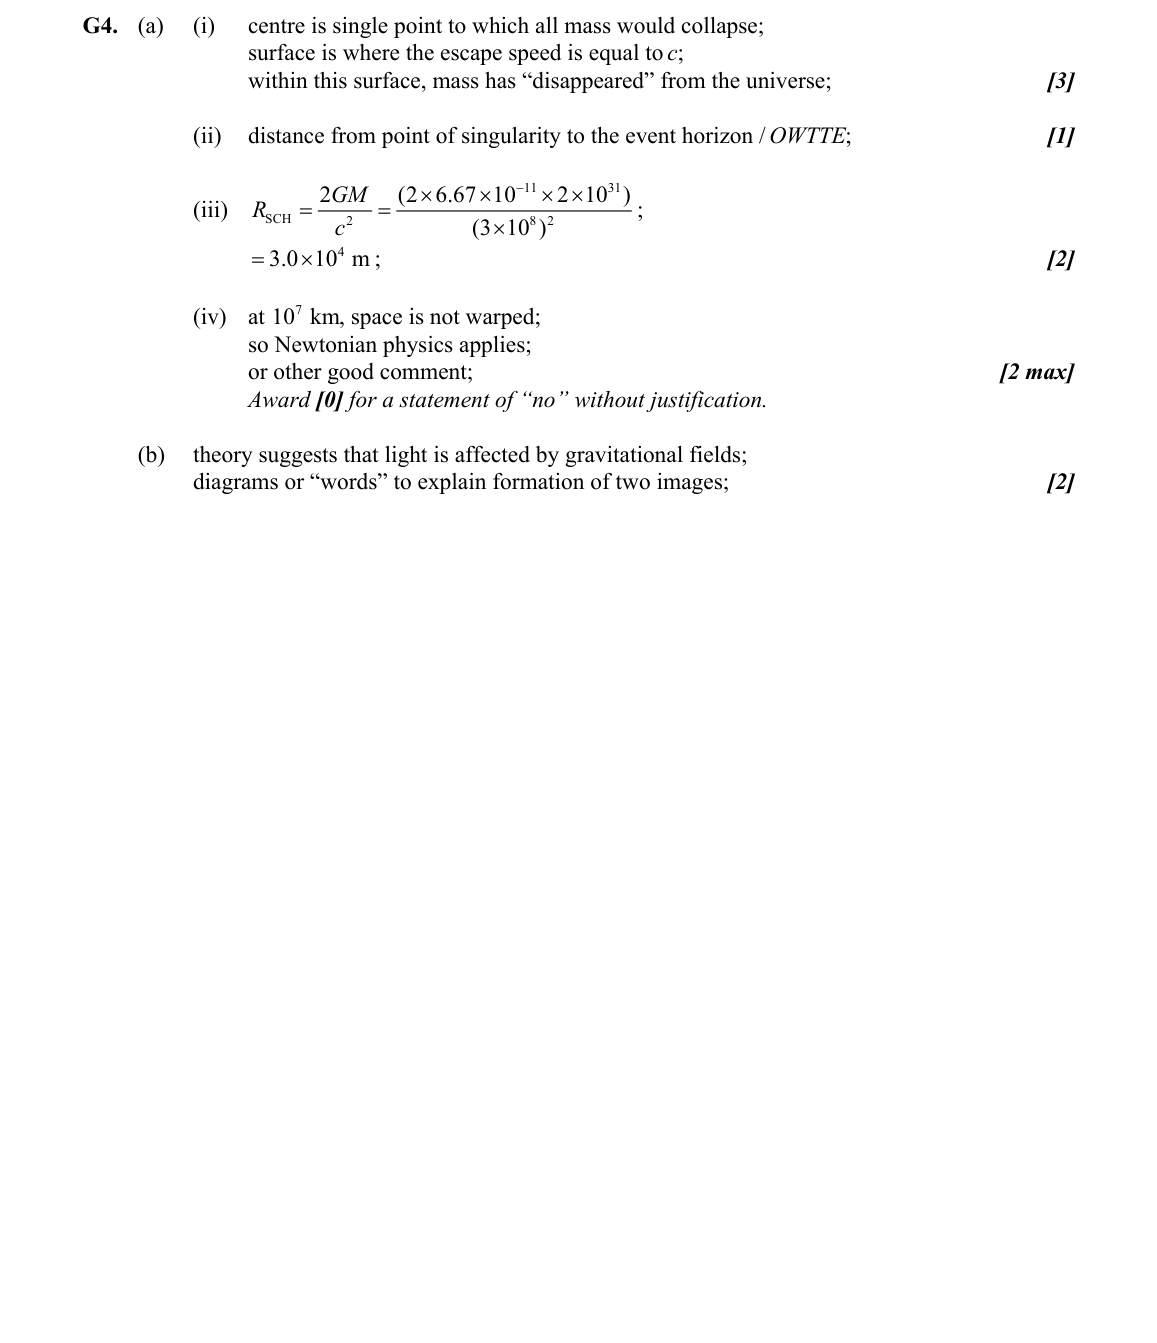 G4. (a) (i) centre is single point to which all mass would collapse;
surface is where the escape speed is equal to c;
within this surface, mass has “disappeared” from the universe; [3]
(ii) distance from point of singularity to the event horizon / OWTTE; [1]
(iii) R_SCH = 2GM / c² = (2×6.67×10⁻¹¹×2×10³¹) / (3×10⁸)² ;
= 3.0×10⁴ m ; [2]
(iv) at 10⁷ km, space is not warped;
so Newtonian physics applies;
or other good comment; [2 max]
Award [0] for a statement of “no” without justification.
(b) theory suggests that light is affected by gravitational fields;
diagrams or “words” to explain formation of two images; [2]